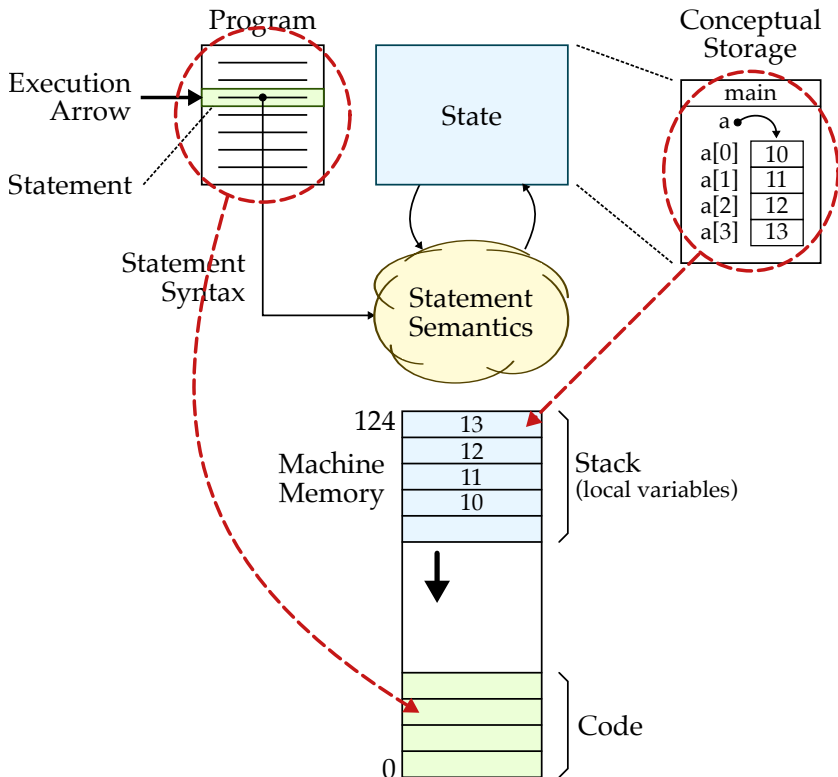 Program
Conceptual
Storage
Execution
Arrow
State
main
a
a[0] 10
a[1] 11
a[2] 12
a[3] 13
Statement
Statement
Syntax
Statement
Semantics
124
13
12
11
10
Machine
Memory
Stack
(local variables)
Code
0